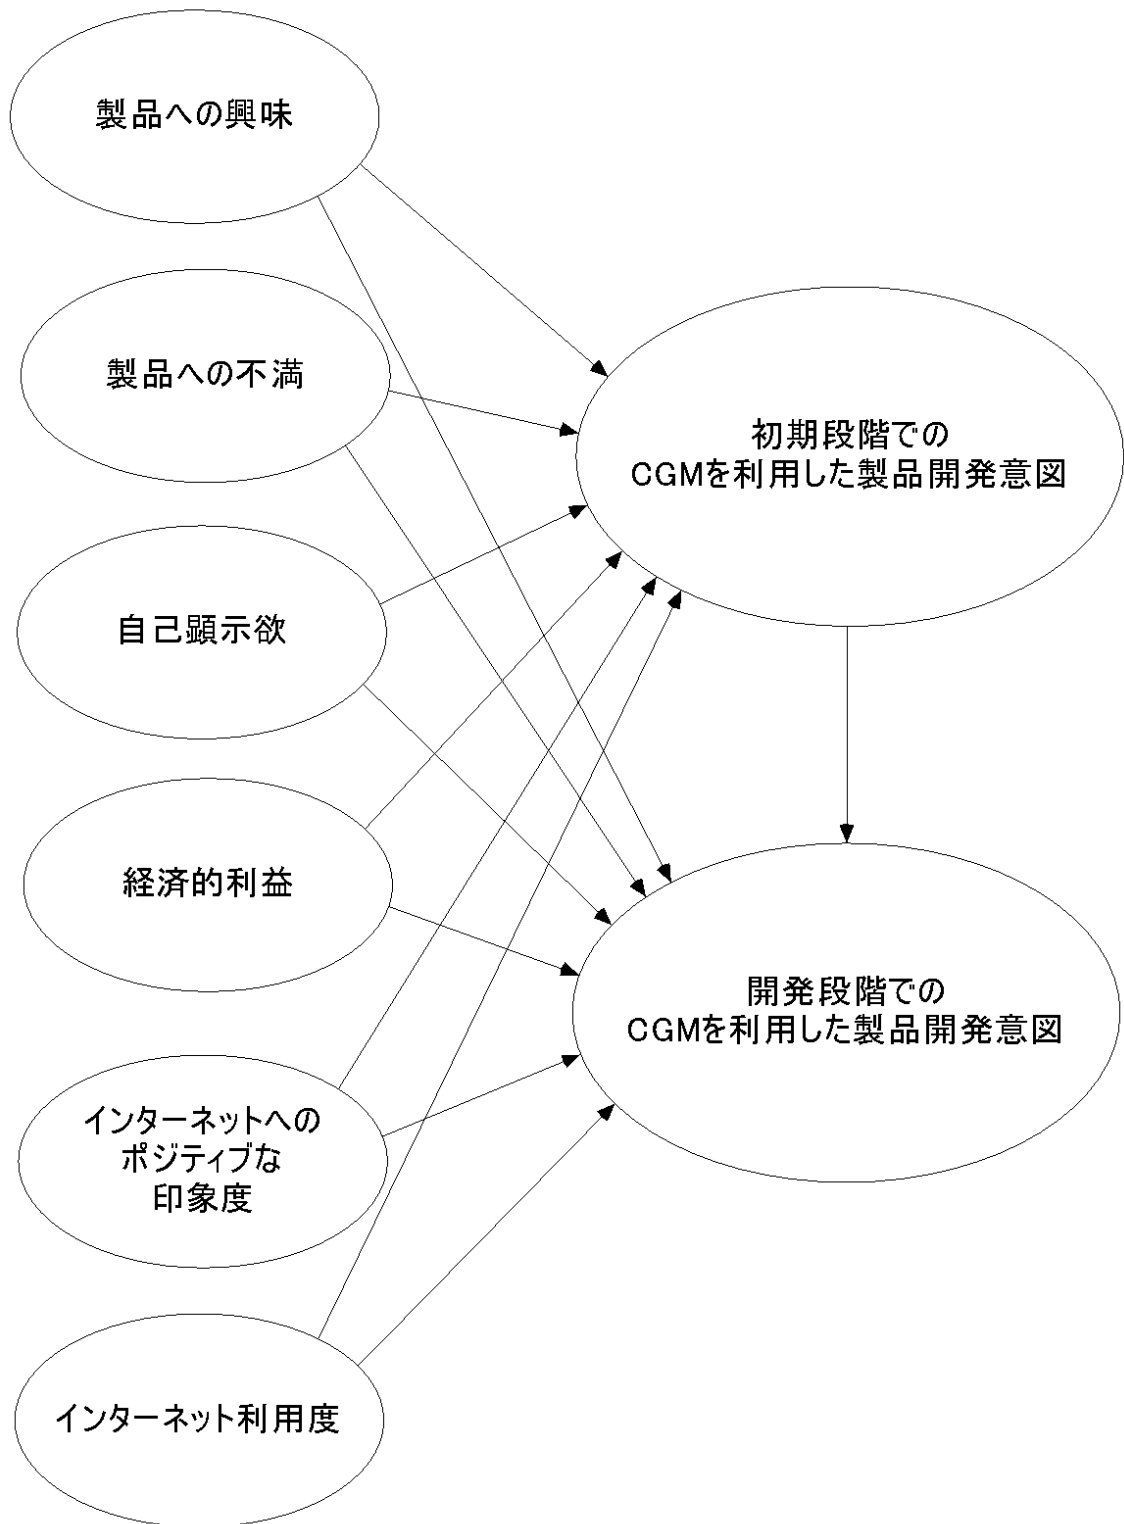 製品への興味
製品への不満
自己顕示欲
経済的利益
インターネットへの
ポジティブな
印象度
インターネット利用度
初期段階での
CGMを利用した製品開発意図
開発段階での
CGMを利用した製品開発意図